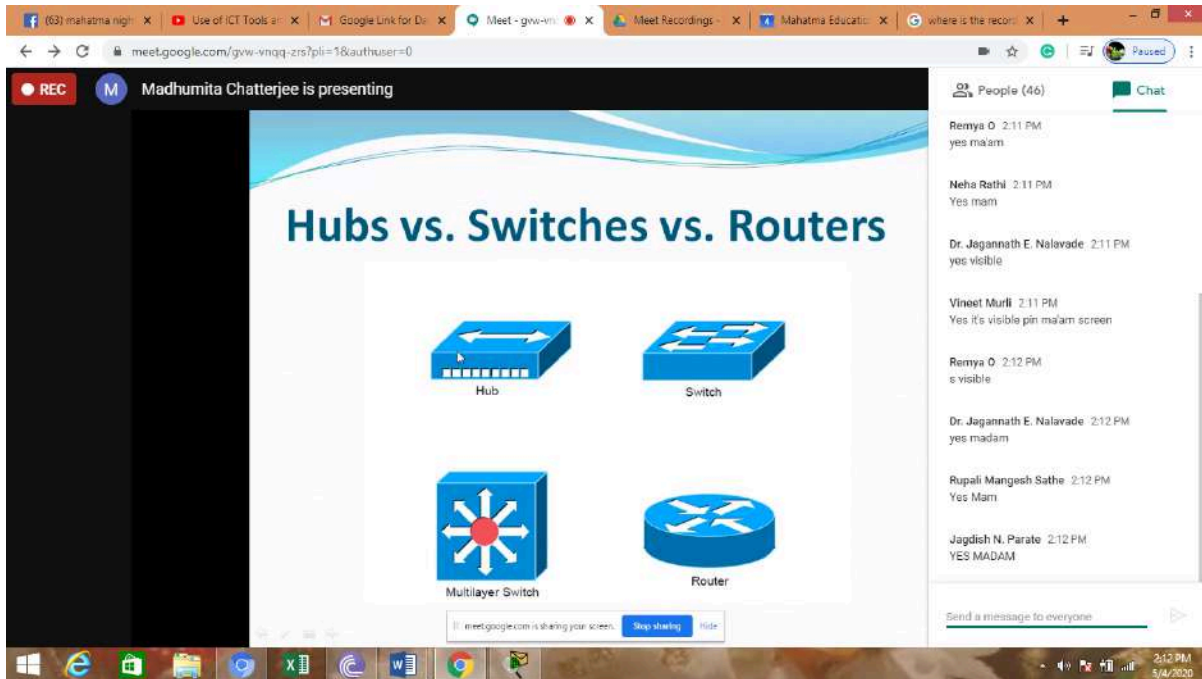 (63) mahatma nigh
Use of ICT Tools an
Google Link for Da
Meet - gvw-vn
Meet Recordings -
Mahatma Educatio
where is the recor
meet.google.com/gvw-vnqq-zrs?pli=1&authuser=0
Paused
REC
M
Madhumita Chatterjee is presenting
People (46)
Chat
Hubs vs. Switches vs. Routers
Hub
Switch
Multilayer Switch
Router
meet.google.com is sharing your screen.
Stop sharing
Hide
Remya O 2:11 PM
yes ma'am
Neha Rathi 2:11 PM
Yes mam
Dr. Jagannath E. Nalavade 2:11 PM
yes visible
Vineet Murli 2:11 PM
Yes it's visible pin ma'am screen
Remya O 2:12 PM
s visible
Dr. Jagannath E. Nalavade 2:12 PM
yes madam
Rupali Mangesh Sathe 2:12 PM
Yes Mam
Jagdish N. Parate 2:12 PM
YES MADAM
Send a message to everyone
2:12 PM
5/4/2020